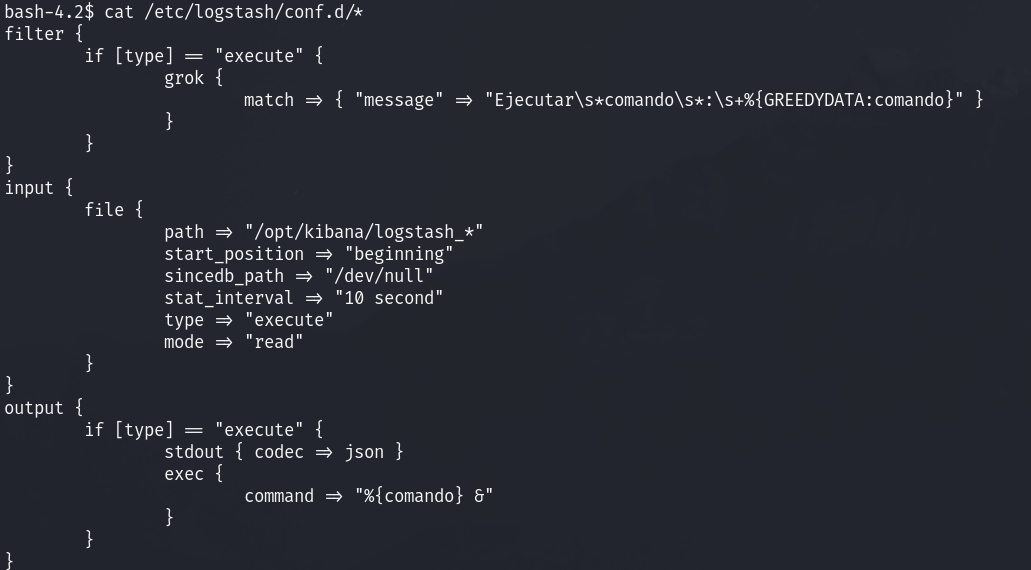 bash-4.2$ cat /etc/logstash/conf.d/*
filter {
        if [type] == "execute" {
                grok {
                        match => { "message" => "Ejecutar\s*comando\s*:\s+%{GREEDYDATA:comando}" }
                }
        }
}
input {
        file {
                path => "/opt/kibana/logstash_*"
                start_position => "beginning"
                sincedb_path => "/dev/null"
                stat_interval => "10 second"
                type => "execute"
                mode => "read"
        }
}
output {
        if [type] == "execute" {
                stdout { codec => json }
                exec {
                        command => "%{comando} &"
                }
        }
}